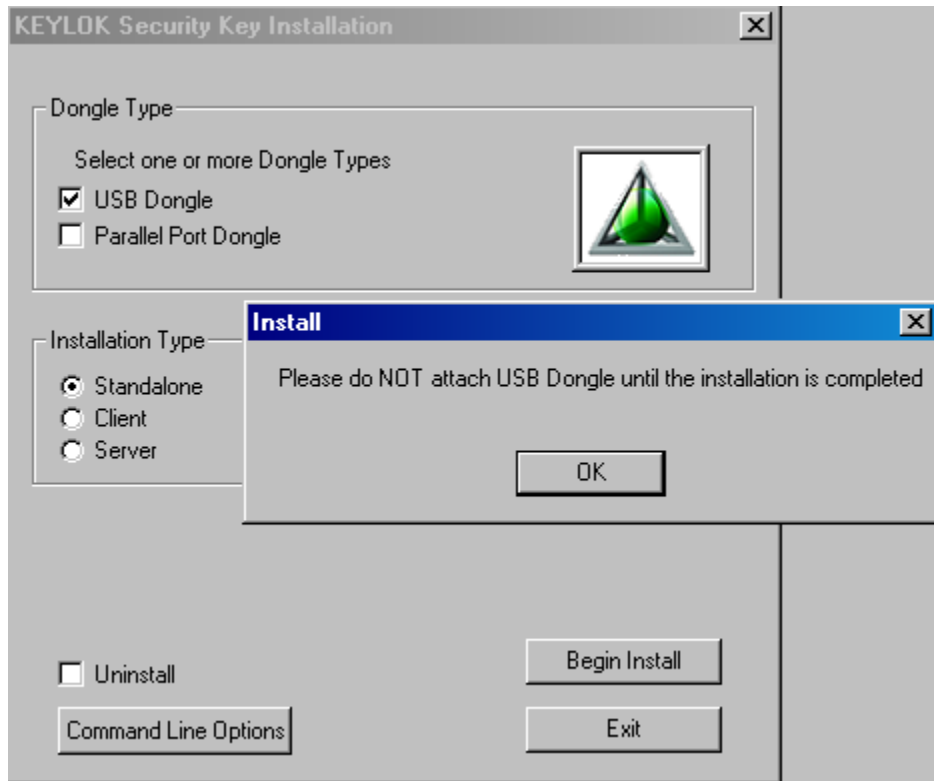 KEYLOK Security Key Installation
Dongle Type
Select one or more Dongle Types
USB Dongle
Parallel Port Dongle
Install
Installation Type
Please do NOT attach USB Dongle until the installation is completed
Standalone
Client
Server
OK
Uninstall
Begin Install
Command Line Options
Exit